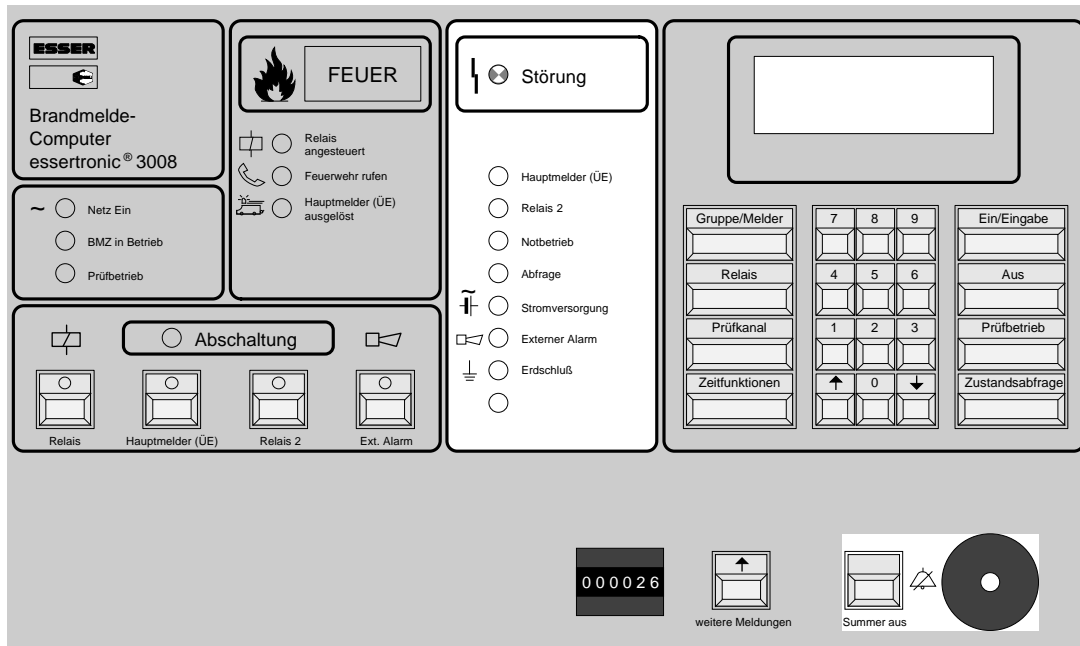 ESSER
Brandmelde-
Computer
essertronic® 3008
~ Netz Ein
BMZ in Betrieb
Prüfbetrieb
FEUER
Relais
angesteuert
Feuerwehr rufen
Hauptmelder (ÜE)
ausgelöst
Abschaltung
Relais
Hauptmelder (ÜE)
Relais 2
Ext. Alarm
Störung
Hauptmelder (ÜE)
Relais 2
Notbetrieb
Abfrage
Stromversorgung
Externer Alarm
Erdschluß
Gruppe/Melder
Relais
Prüfkanal
Zeitfunktionen
7 8 9
4 5 6
1 2 3
0
Ein/Eingabe
Aus
Prüfbetrieb
Zustandsabfrage
000026
weitere Meldungen
Summer aus